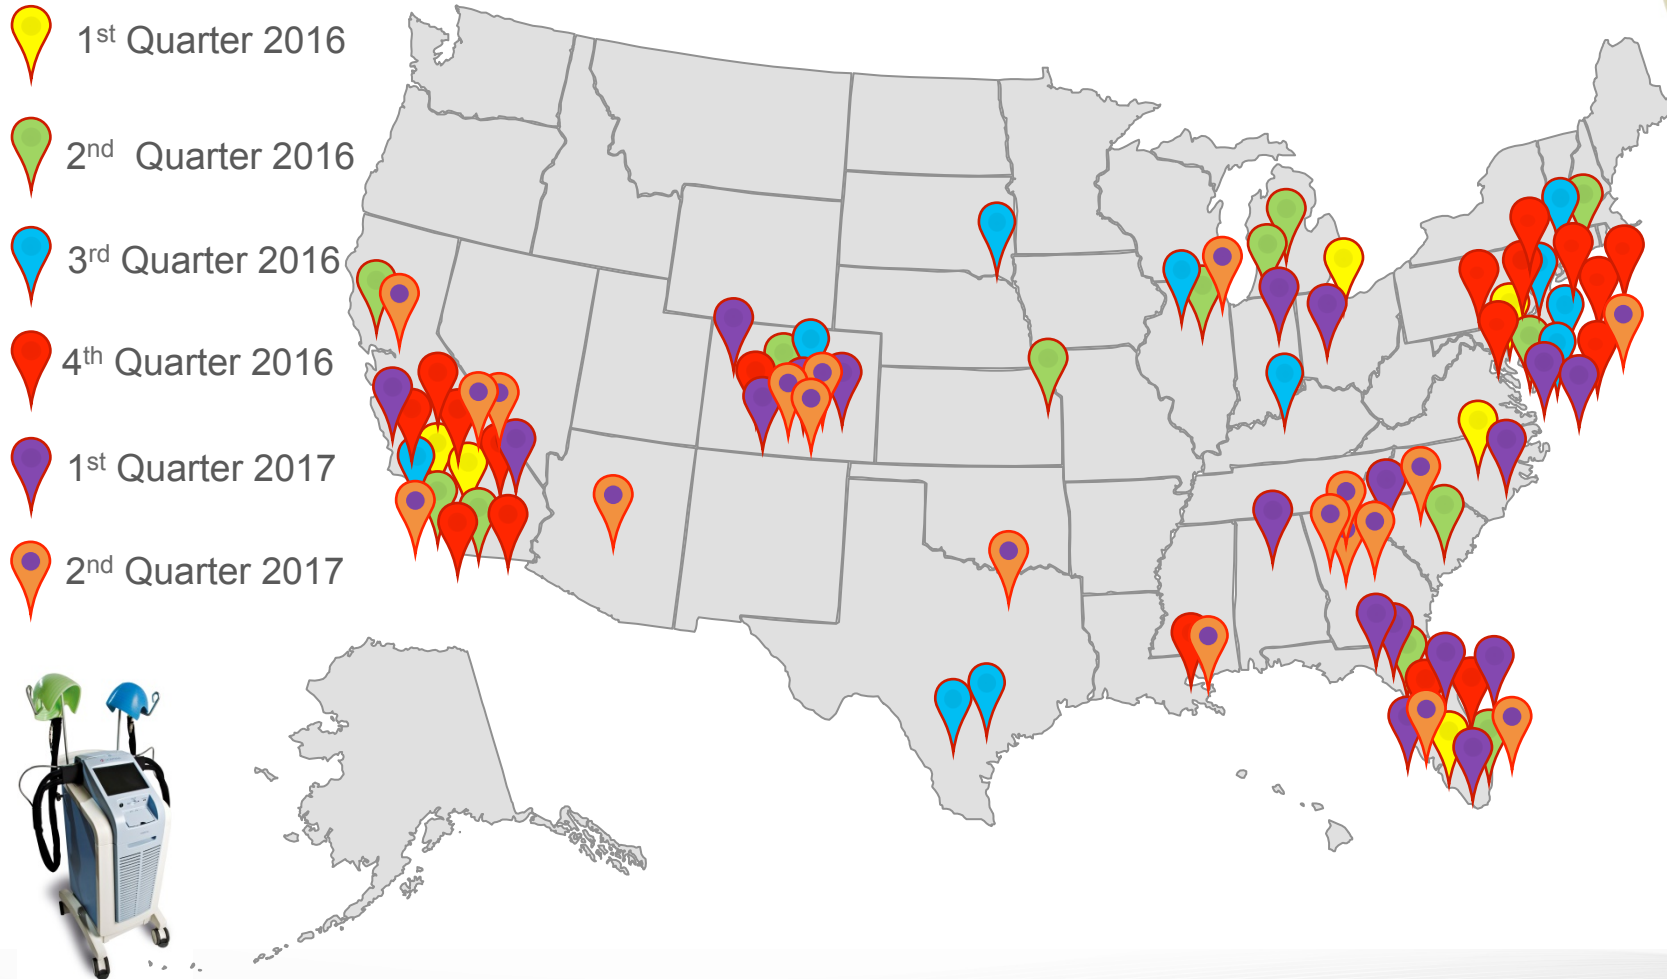 1st Quarter 2016
2nd Quarter 2016
3rd Quarter 2016
4th Quarter 2016
1st Quarter 2017
2nd Quarter 2017